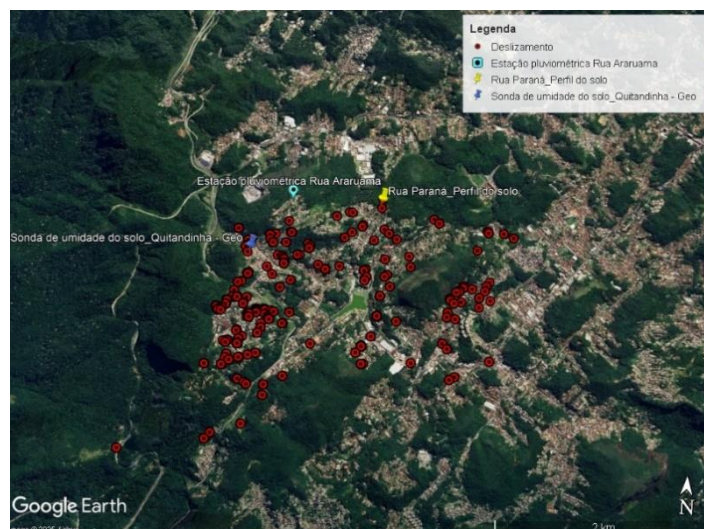 Legenda
Deslizamento
Estação pluviométrica Rua Araruama
Rua Paraná_Perfil do solo
Sonda de umidade do solo_Quitandinha - Geo
Estação pluviométrica Rua Araruama
Rua Paraná_Perfil do solo
Sonda de umidade do solo_Quitandinha - Geo
Google Earth
N
2 km